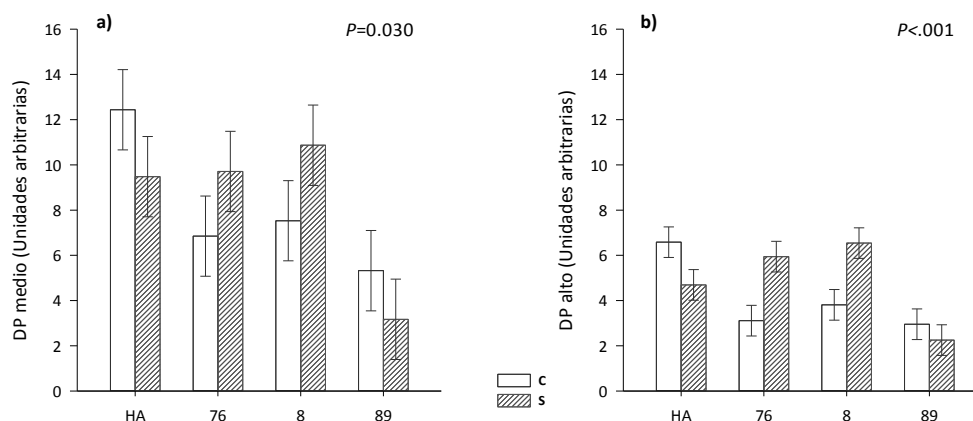 a)
P=0.030
DP medio (Unidades arbitrarias)
16
14
12
10
8
6
4
2
0
HA 76 8 89
C
S
b)
P<.001
DP alto (Unidades arbitrarias)
16
14
12
10
8
6
4
2
0
HA 76 8 89